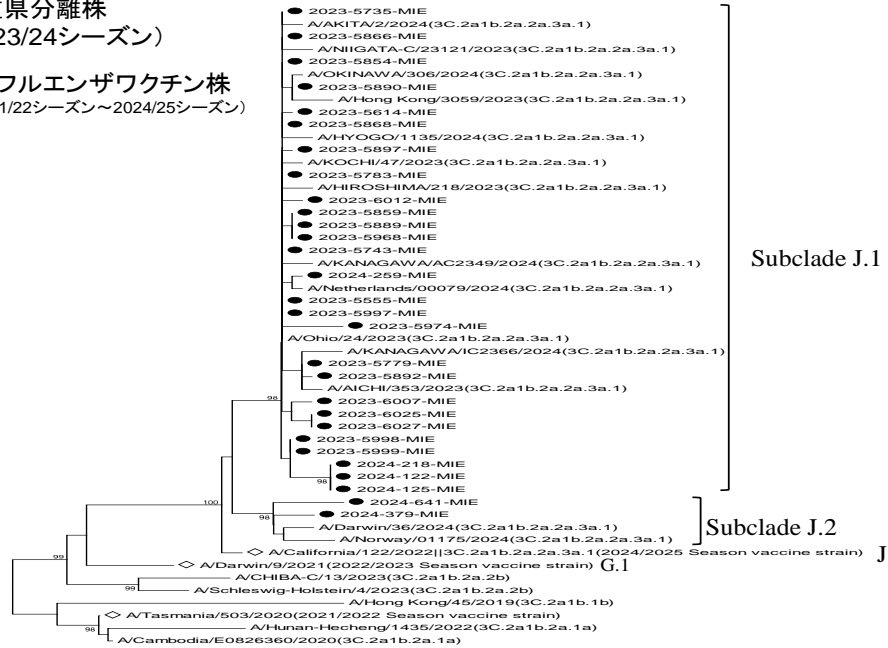 県分離株
23/24シーズン）
フルエンザワクチン株
1/22シーズン～2024/25シーズン）
2023-5735-MIE
A/AKITA/2/2024(3C.2a1b.2a.2a.3a.1)
2023-5866-MIE
A/NIIGATA-C/23121/2023(3C.2a1b.2a.2a.3a.1)
2023-5854-MIE
A/OKINAWA/306/2024(3C.2a1b.2a.2a.3a.1)
2023-5890-MIE
A/Hong Kong/3059/2023(3C.2a1b.2a.2a.3a.1)
2023-5614-MIE
2023-5868-MIE
A/HYOGO/1135/2024(3C.2a1b.2a.2a.3a.1)
2023-5897-MIE
A/KOCHI/47/2023(3C.2a1b.2a.2a.3a.1)
2023-5783-MIE
A/HIROSHIMA/218/2023(3C.2a1b.2a.2a.3a.1)
2023-6012-MIE
2023-5859-MIE
2023-5889-MIE
2023-5968-MIE
2023-5743-MIE
A/KANAGAWA/AC2349/2024(3C.2a1b.2a.2a.3a.1)
Subclade J.1
2024-259-MIE
A/Netherlands/00079/2024(3C.2a1b.2a.2a.3a.1)
2023-5555-MIE
2023-5997-MIE
2023-5974-MIE
A/Ohio/24/2023(3C.2a1b.2a.2a.3a.1)
A/KANAGAWA/IC2366/2024(3C.2a1b.2a.2a.3a.1)
2023-5779-MIE
2023-5892-MIE
A/AICHI/353/2023(3C.2a1b.2a.2a.3a.1)
98
2023-6007-MIE
2023-6025-MIE
2023-6027-MIE
2023-5998-MIE
2023-5999-MIE
2024-218-MIE
98
2024-122-MIE
2024-125-MIE
100
2024-641-MIE
98
2024-379-MIE
A/Darwin/36/2024(3C.2a1b.2a.2a.3a.1)
Subclade J.2
A/Norway/01175/2024(3C.2a1b.2a.2a.3a.1)
A/California/122/2022||3C.2a1b.2a.2a.3a.1(2024/2025 Season vaccine strain) J
99
A/Darwin/9/2021(2022/2023 Season vaccine strain) G.1
A/CHIBA-C/13/2023(3C.2a1b.2a.2b)
99
A/Schleswig-Holstein/4/2023(3C.2a1b.2a.2b)
A/Hong Kong/45/2019(3C.2a1b.1b)
A/Tasmania/503/2020(2021/2022 Season vaccine strain)
98
A/Hunan-Hecheng/1435/2022(3C.2a1b.2a.1a)
A/Cambodia/E0826360/2020(3C.2a1b.2a.1a)